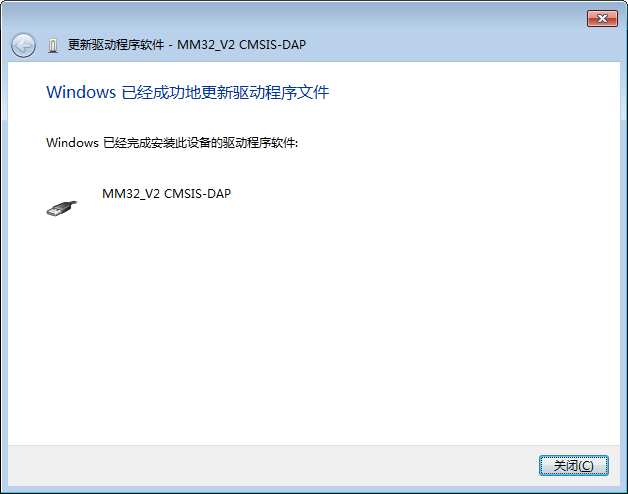 更新驱动程序软件 - MM32_V2 CMSIS-DAP
Windows 已经成功地更新驱动程序文件
Windows 已经完成安装此设备的驱动程序软件:
MM32_V2 CMSIS-DAP
关闭(C)